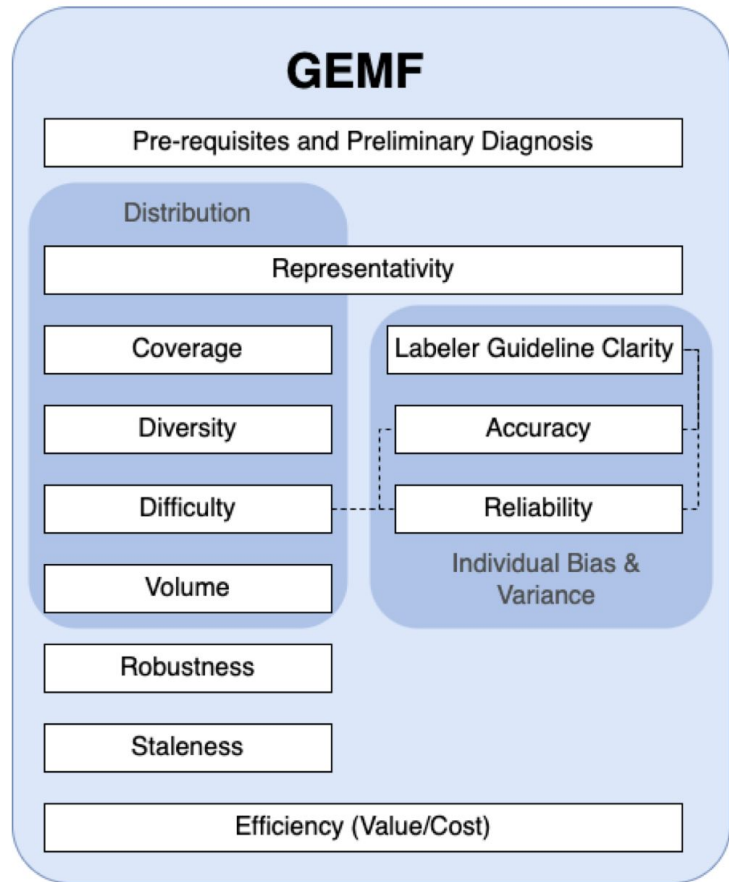 GEMF
Pre-requisites and Preliminary Diagnosis
Distribution
Representativity
Coverage
Labeler Guideline Clarity
Diversity
Accuracy
Difficulty
Reliability
Individual Bias &
Variance
Volume
Robustness
Staleness
Efficiency (Value/Cost)